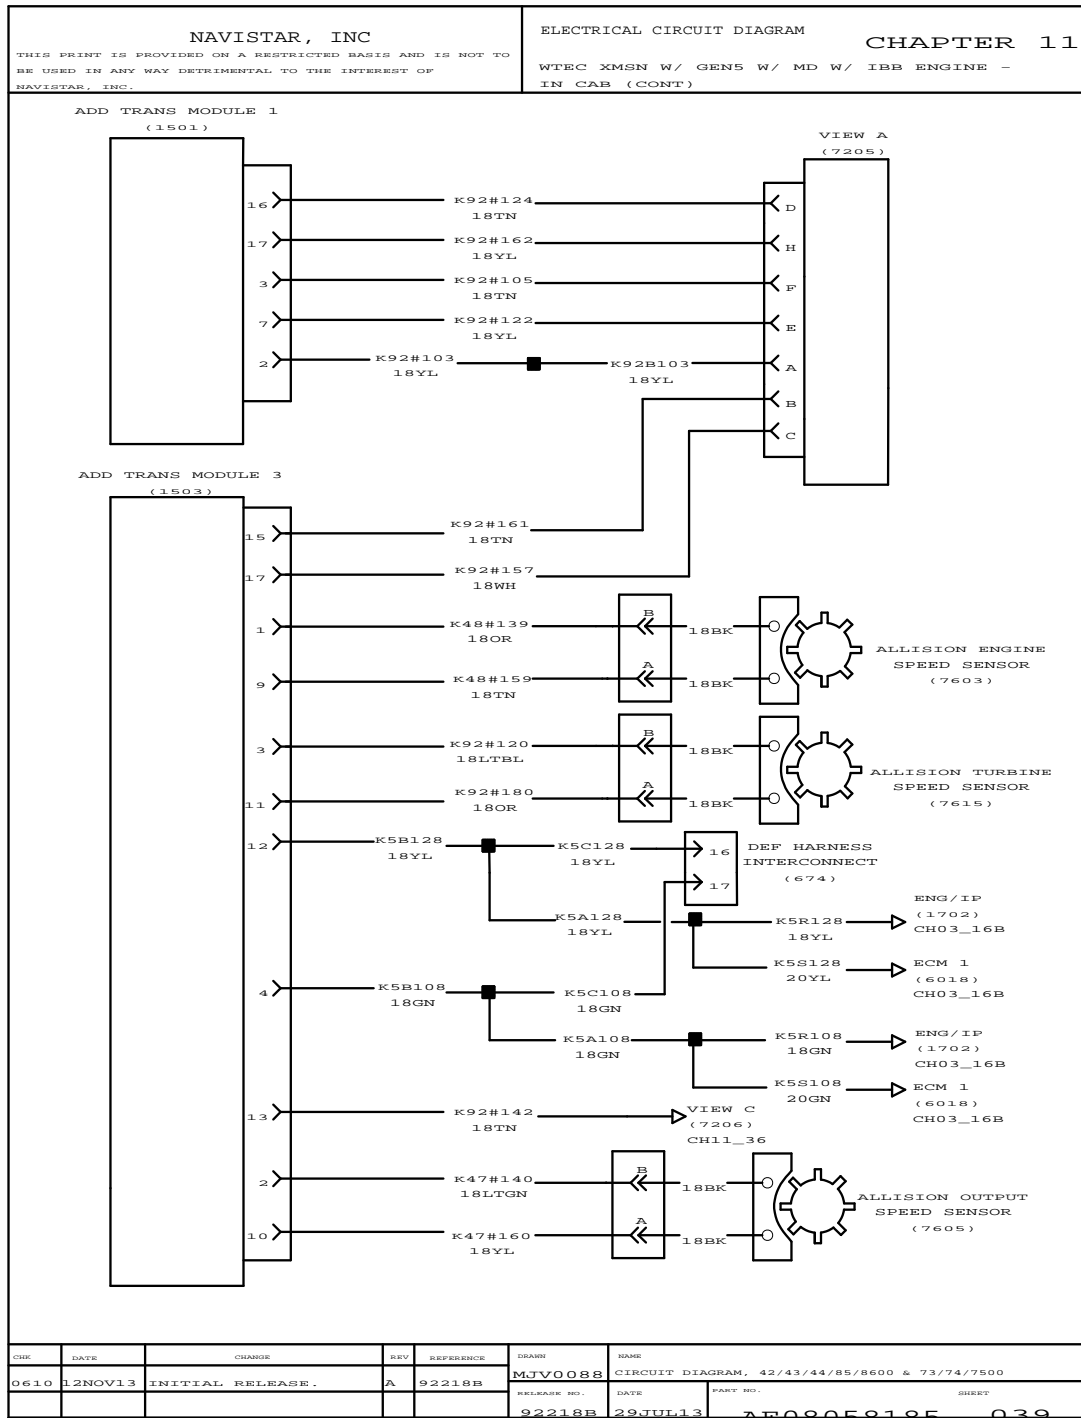 NAVISTAR, INC
THIS PRINT IS PROVIDED ON A RESTRICTED BASIS AND IS NOT TO
BE USED IN ANY WAY DETRIMENTAL TO THE INTEREST OF
NAVISTAR, INC.
ELECTRICAL CIRCUIT DIAGRAM
CHAPTER 11
WTEC XMSN W/ GEN5 W/ MD W/ IBB ENGINE -
IN CAB (CONT)
ADD TRANS MODULE 1
(1501)
VIEW A
(7205)
16
K92#124
18TN
D
17
K92#162
18YL
H
3
K92#105
18TN
F
7
K92#122
18YL
E
2
K92#103
18YL
K92B103
18YL
A
B
C
ADD TRANS MODULE 3
(1503)
15
K92#161
18TN
17
K92#157
18WH
1
K48#139
18OR
B
18BK
9
K48#159
18TN
A
18BK
ALLISION ENGINE
SPEED SENSOR
(7603)
3
K92#120
18LTBL
B
18BK
11
K92#180
18OR
A
18BK
ALLISION TURBINE
SPEED SENSOR
(7615)
12
K5B128
18YL
K5C128
18YL
16
17
DEF HARNESS
INTERCONNECT
(674)
K5A128
18YL
K5R128
18YL
ENG/IP
(1702)
CH03_16B
K5S128
20YL
ECM 1
(6018)
CH03_16B
4
K5B108
18GN
K5C108
18GN
K5A108
18GN
K5R108
18GN
ENG/IP
(1702)
CH03_16B
K5S108
20GN
ECM 1
(6018)
CH03_16B
13
K92#142
18TN
VIEW C
(7206)
CH11_36
2
K47#140
18LTGN
B
18BK
10
K47#160
18YL
A
18BK
ALLISION OUTPUT
SPEED SENSOR
(7605)
CHK DATE CHANGE REV REFERENCE
0610 12NOV13 INITIAL RELEASE. A 92218B
DRAWN
MJV0088
NAME
CIRCUIT DIAGRAM, 42/43/44/85/8600 & 73/74/7500
RELEASE NO.
92218B
DATE
29JUL13
PART NO.
AF08058185
SHEET
039